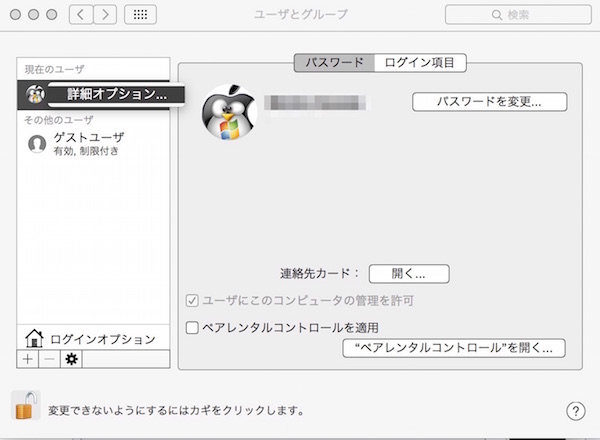 ユーザとグループ
検索
現在のユーザ
詳細オプション...
その他のユーザ
ゲストユーザ
有効, 制限付き
ログインオプション
パスワード
ログイン項目
パスワードを変更...
連絡先カード：
開く...
ユーザにこのコンピュータの管理を許可
ペアレンタルコントロールを適用
“ペアレンタルコントロール”を開く...
変更できないようにするにはカギをクリックします。
?